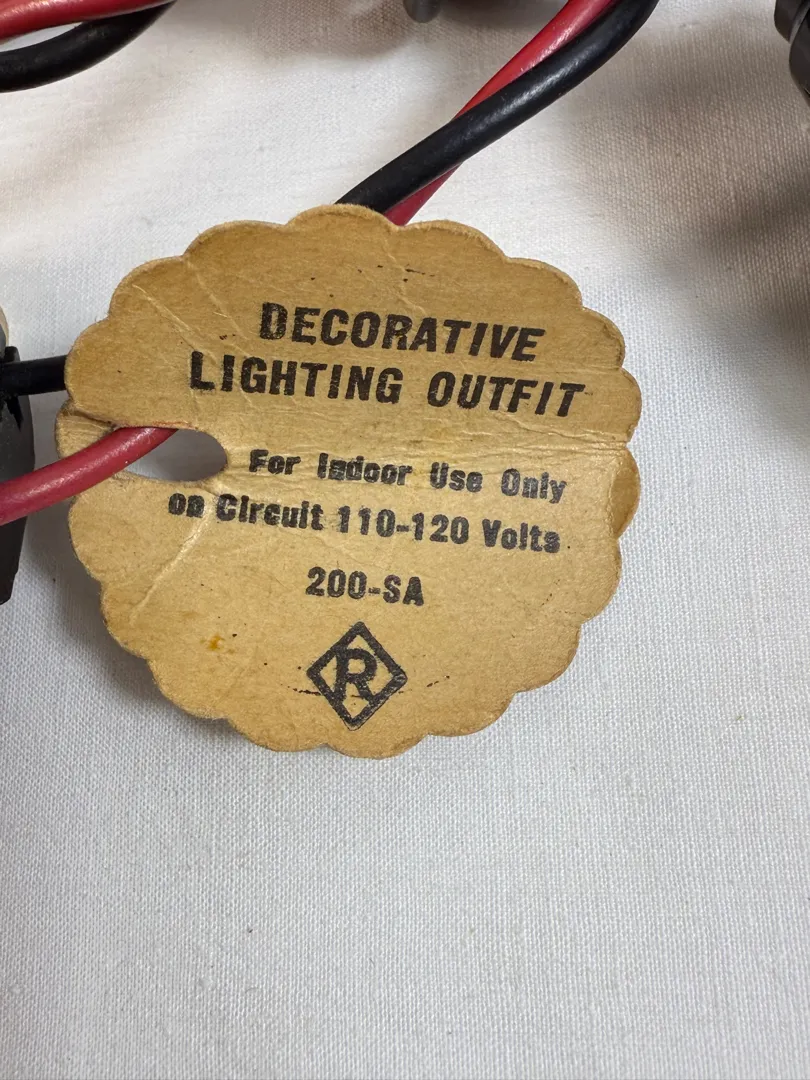 DECORATIVE
LIGHTING OUTFIT
For Indoor Use Only
on Circuit 110-120 Volts
200-SA
R